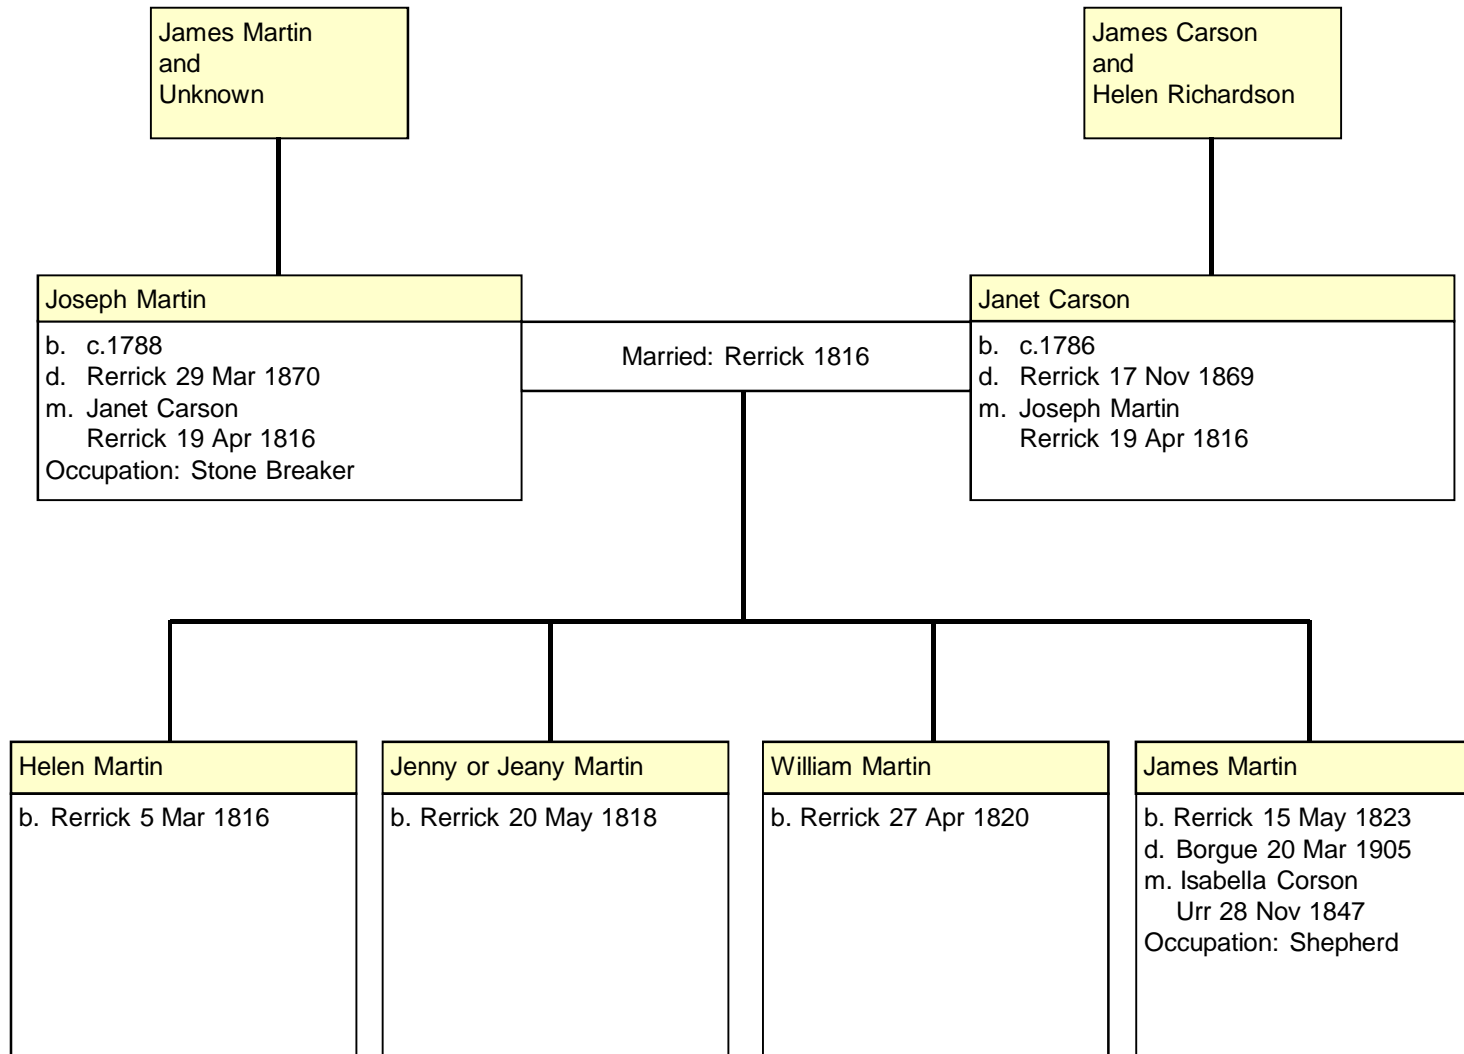 James Martin
and
Unknown
James Carson
and
Helen Richardson
Joseph Martin
b. c.1788
d. Rerrick 29 Mar 1870
m. Janet Carson
Rerrick 19 Apr 1816
Occupation: Stone Breaker
Married: Rerrick 1816
Janet Carson
b. c.1786
d. Rerrick 17 Nov 1869
m. Joseph Martin
Rerrick 19 Apr 1816
Helen Martin
b. Rerrick 5 Mar 1816
Jenny or Jeany Martin
b. Rerrick 20 May 1818
William Martin
b. Rerrick 27 Apr 1820
James Martin
b. Rerrick 15 May 1823
d. Borgue 20 Mar 1905
m. Isabella Corson
Urr 28 Nov 1847
Occupation: Shepherd